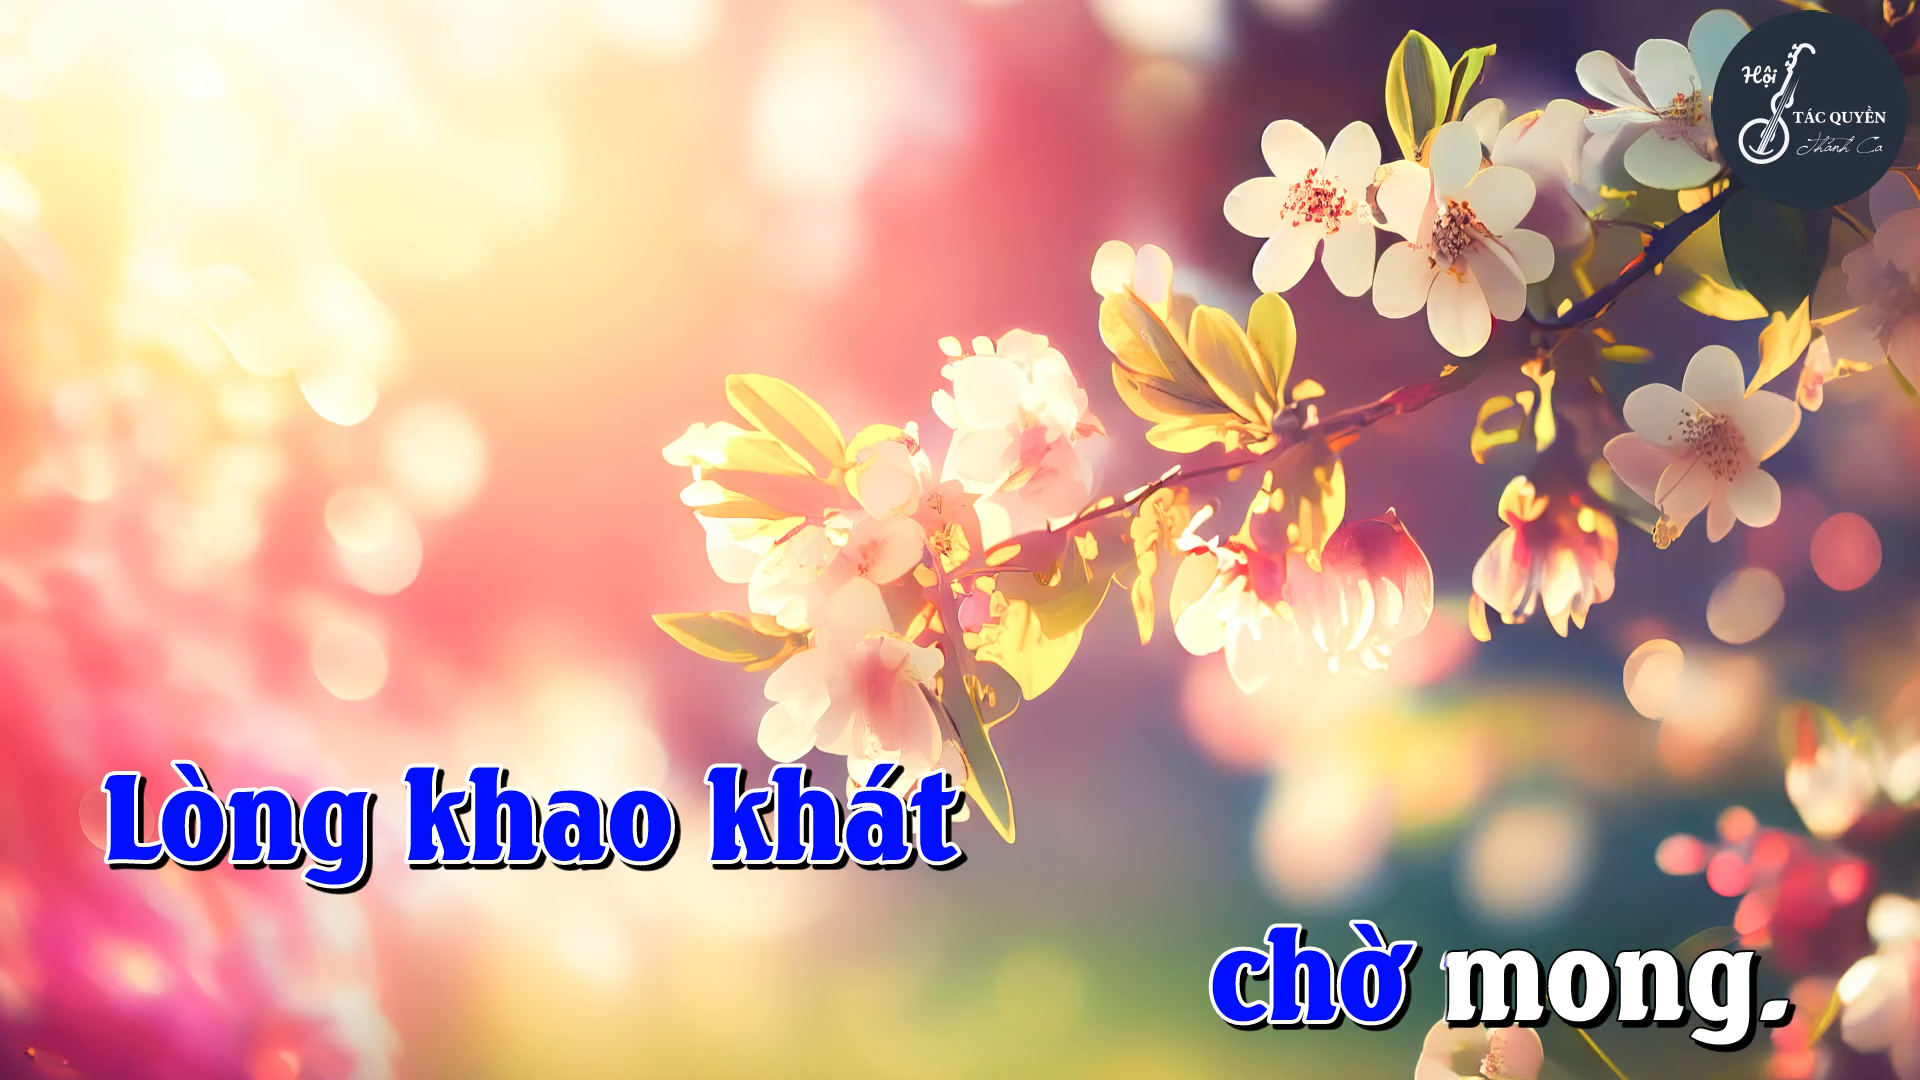 Hội
TÁC QUYỀN
Thánh Ca
Lòng khao khát
chờ mong.